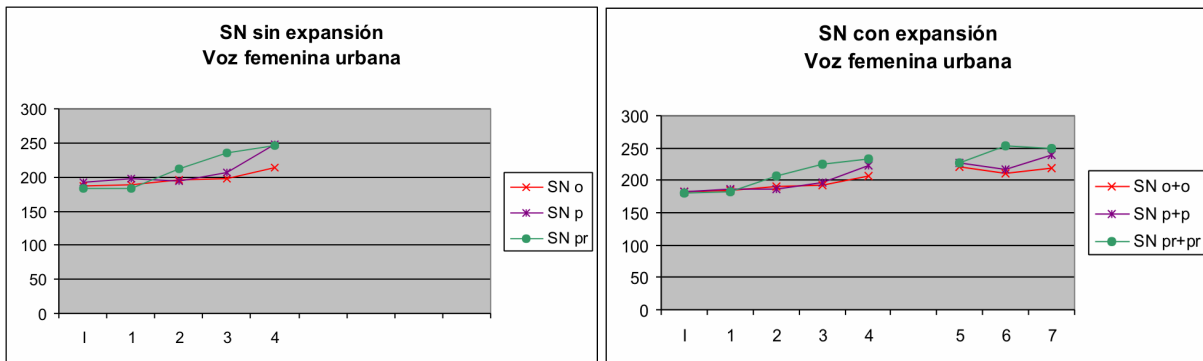 SN sin expansión
Voz femenina urbana
300
250
200
150
100
50
0
I 1 2 3 4
SN o
SN p
SN pr
SN con expansión
Voz femenina urbana
300
250
200
150
100
50
0
I 1 2 3 4 5 6 7
SN o+o
SN p+p
SN pr+pr